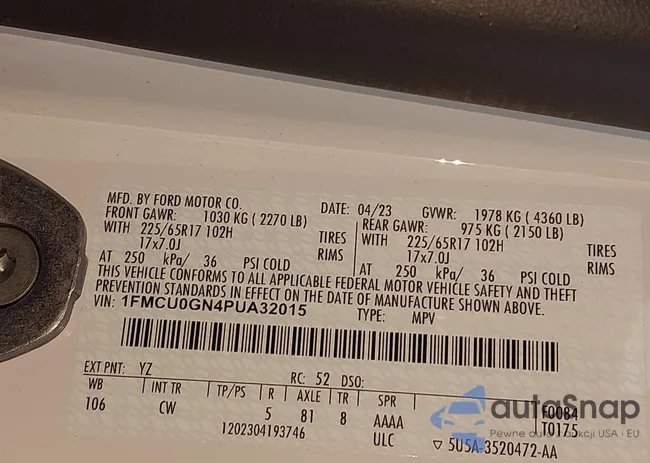 MFD. BY FORD MOTOR CO. DATE: 04/23 GVWR: 1978 KG ( 4360 LB)
FRONT GAWR: 1030 KG ( 2270 LB) REAR GAWR: 975 KG ( 2150 LB)
WITH 225/65R17 102H TIRES WITH 225/65R17 102H TIRES
17x7.0J RIMS 17x7.0J RIMS
AT 250 kPa/ 36 PSI COLD AT 250 kPa/ 36 PSI COLD
THIS VEHICLE CONFORMS TO ALL APPLICABLE FEDERAL MOTOR VEHICLE SAFETY AND THEFT
PREVENTION STANDARDS IN EFFECT ON THE DATE OF MANUFACTURE SHOWN ABOVE.
VIN: 1FMCU0GN4PUA32015 TYPE: MPV
EXT PNT: YZ RC: 52 DSO:
WB INT TR TP/PS R AXLE TR SPR F0084
106 CW 5 81 8 AAAA T0175
1202304193746 ULC ▽ 5U5A-3520472-AA
autoSnap
Pewne auto z aukcji - USA i EU